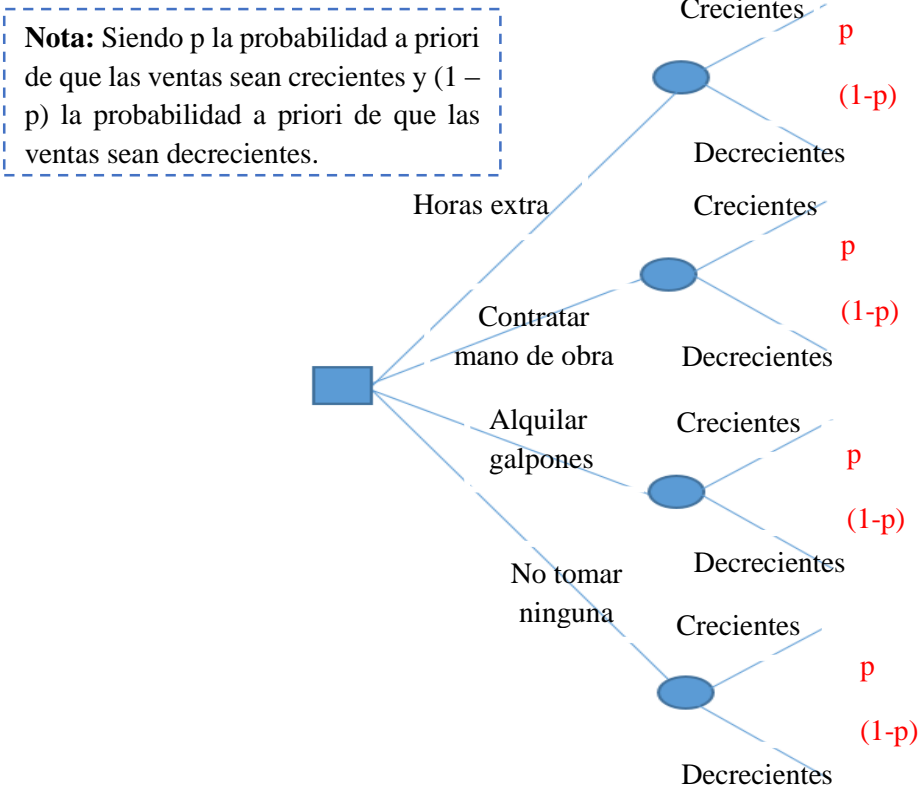 Nota: Siendo p la probabilidad a priori
de que las ventas sean crecientes y (1 –
p) la probabilidad a priori de que las
ventas sean decrecientes.
Crecientes
p
(1-p)
Decrecientes
Horas extra
Crecientes
p
(1-p)
Contratar
mano de obra
Decrecientes
Alquilar
galpones
Crecientes
p
(1-p)
Decrecientes
No tomar
ninguna
Crecientes
p
(1-p)
Decrecientes